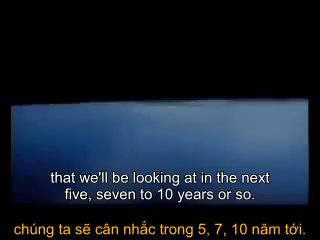 that we'll be looking at in the next
five, seven to 10 years or so.
chúng ta sẽ cân nhắc trong 5, 7, 10 năm tới.